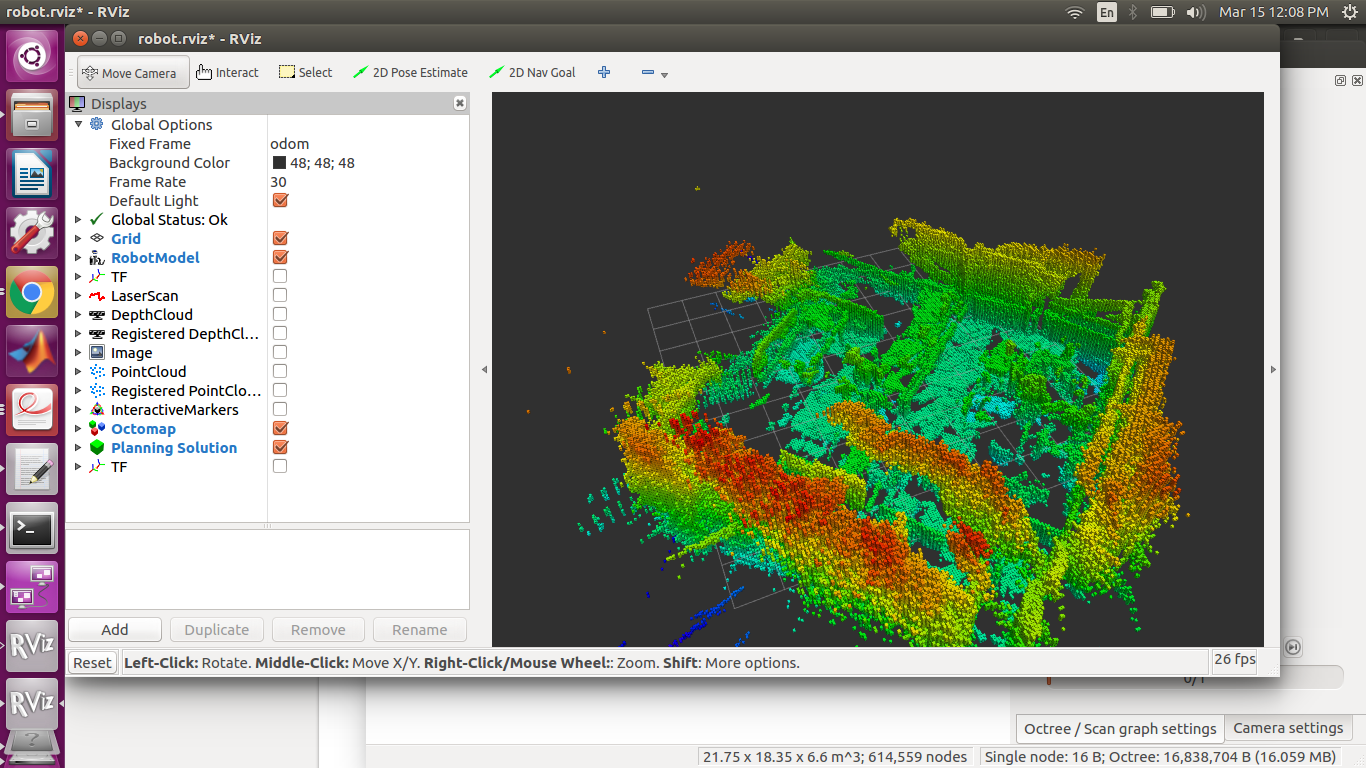 robot.rviz* - RViz
En
Mar 15 12:08 PM
robot.rviz* - RViz
Move Camera
Interact
Select
2D Pose Estimate
2D Nav Goal
Displays
Global Options
Fixed Frame odom
Background Color 48; 48; 48
Frame Rate 30
Default Light
Global Status: Ok
Grid
RobotModel
TF
LaserScan
DepthCloud
Registered DepthCl...
Image
PointCloud
Registered PointClo...
InteractiveMarkers
Octomap
Planning Solution
TF
Add
Duplicate
Remove
Rename
Reset
Left-Click: Rotate. Middle-Click: Move X/Y. Right-Click/Mouse Wheel:: Zoom. Shift: More options.
26 fps
RViz
RViz
Octree / Scan graph settings
Camera settings
21.75 x 18.35 x 6.6 m^3; 614,559 nodes
Single node: 16 B; Octree: 16,838,704 B (16.059 MB)